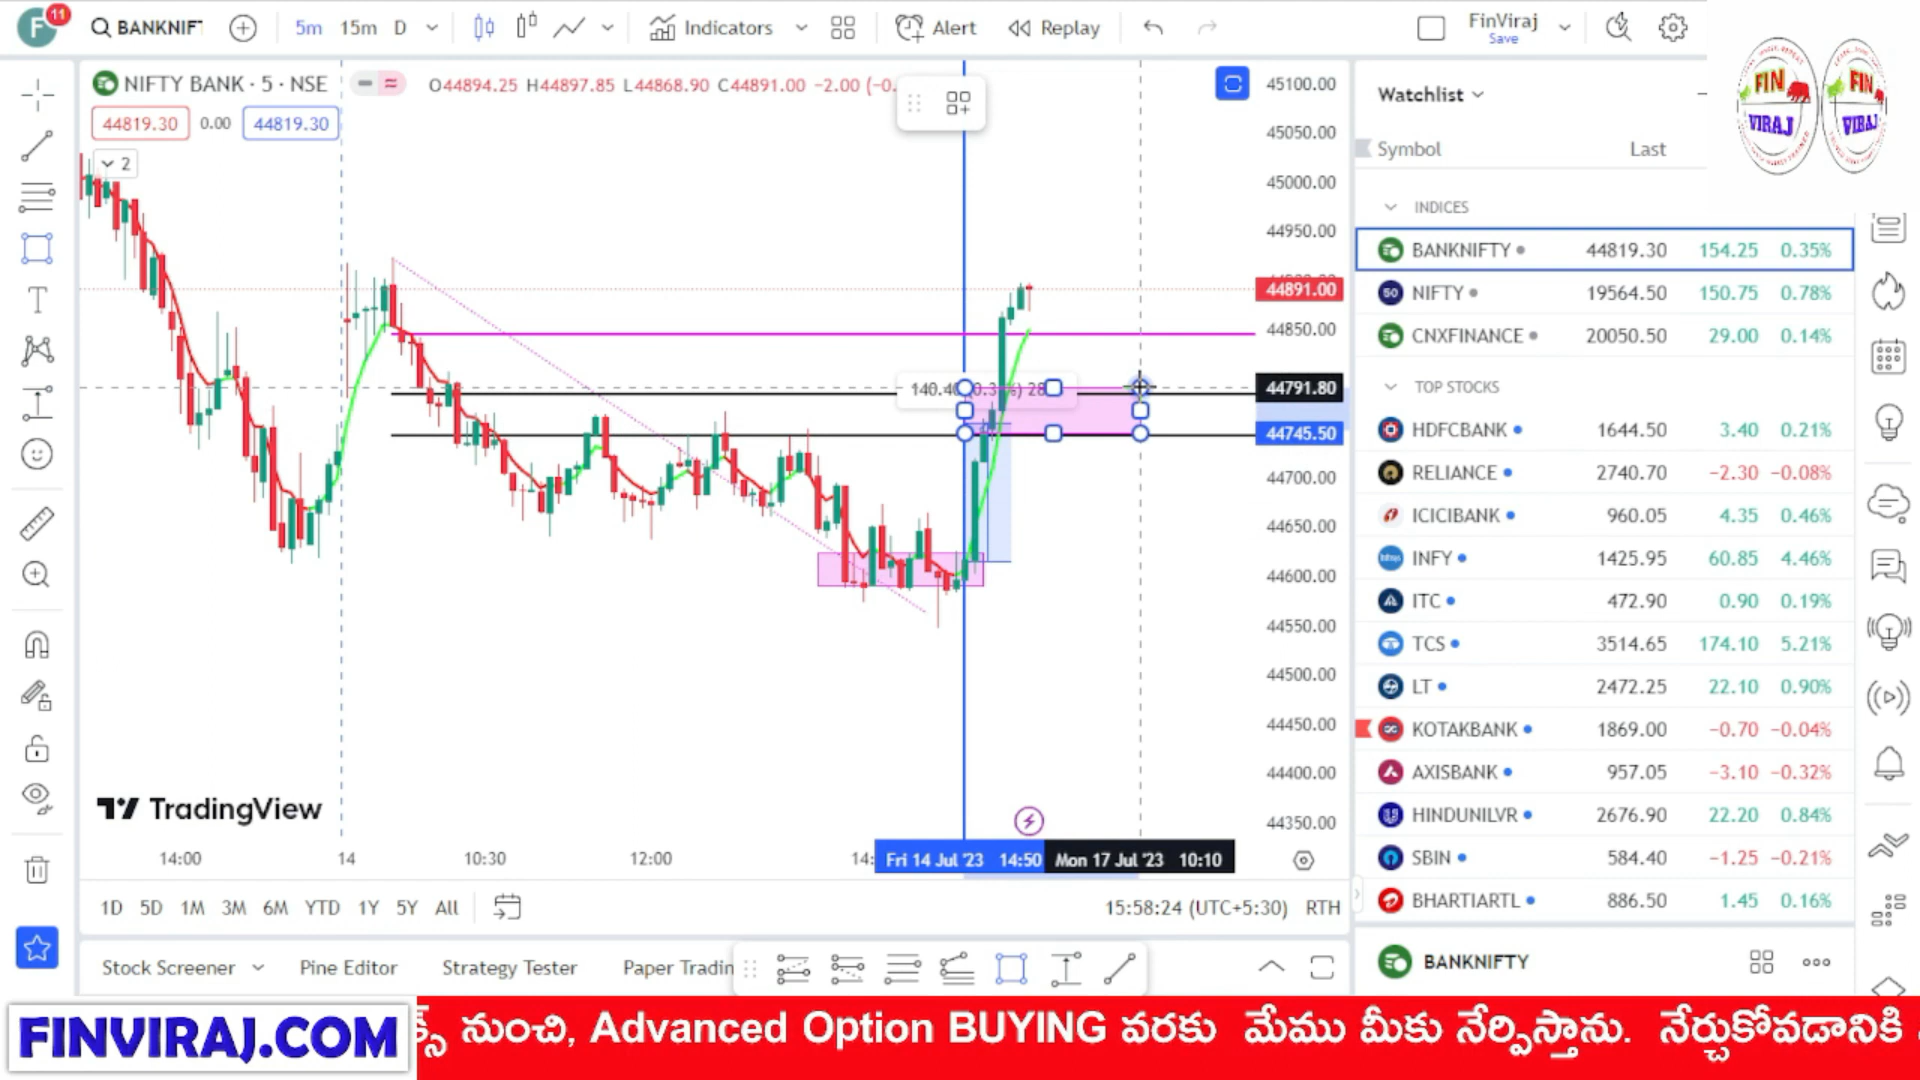 F 11 BANKNIFT 5m 15m D Indicators Alert Replay FinViraj Save
NIFTY BANK · 5 · NSE O44894.25 H44897.85 L44868.90 C44891.00 −2.00 (−0.
44819.30 0.00 44819.30
2
45100.00
45050.00
45000.00
44950.00
44891.00
44850.00
44791.80
44745.50
44700.00
44650.00
44600.00
44550.00
44500.00
44450.00
44400.00
44350.00
TradingView
14:00 14 10:30 12:00 14: Fri 14 Jul '23 14:50 Mon 17 Jul '23 10:10
1D 5D 1M 3M 6M YTD 1Y 5Y All 15:58:24 (UTC+5:30) RTH
Stock Screener Pine Editor Strategy Tester Paper Tradin
Watchlist
Symbol Last
INDICES
BANKNIFTY 44819.30 154.25 0.35%
50 NIFTY 19564.50 150.75 0.78%
CNXFINANCE 20050.50 29.00 0.14%
TOP STOCKS
HDFCBANK 1644.50 3.40 0.21%
RELIANCE 2740.70 −2.30 −0.08%
ICICIBANK 960.05 4.35 0.46%
INFY 1425.95 60.85 4.46%
ITC 472.90 0.90 0.19%
TCS 3514.65 174.10 5.21%
LT 2472.25 22.10 0.90%
KOTAKBANK 1869.00 −0.70 −0.04%
AXISBANK 957.05 −3.10 −0.32%
HINDUNILVR 2676.90 22.20 0.84%
SBIN 584.40 −1.25 −0.21%
BHARTIARTL 886.50 1.45 0.16%
BANKNIFTY
FIN VIRAJ FIN VIRAJ
FINVIRAJ.COM
క్స్ నుంచి, Advanced Option BUYING వరకు మేము మీకు నేర్పిస్తాను. నేర్చుకోవడానికి